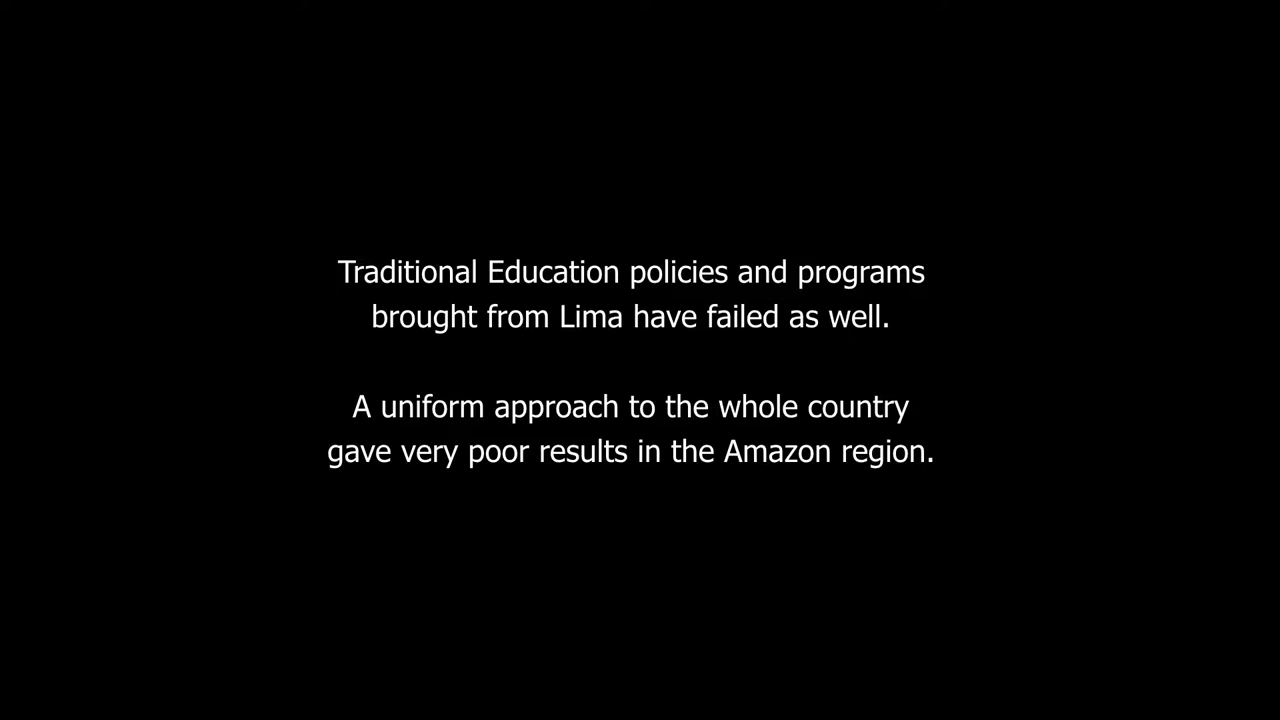 Traditional Education policies and programs
brought from Lima have failed as well.
A uniform approach to the whole country
gave very poor results in the Amazon region.